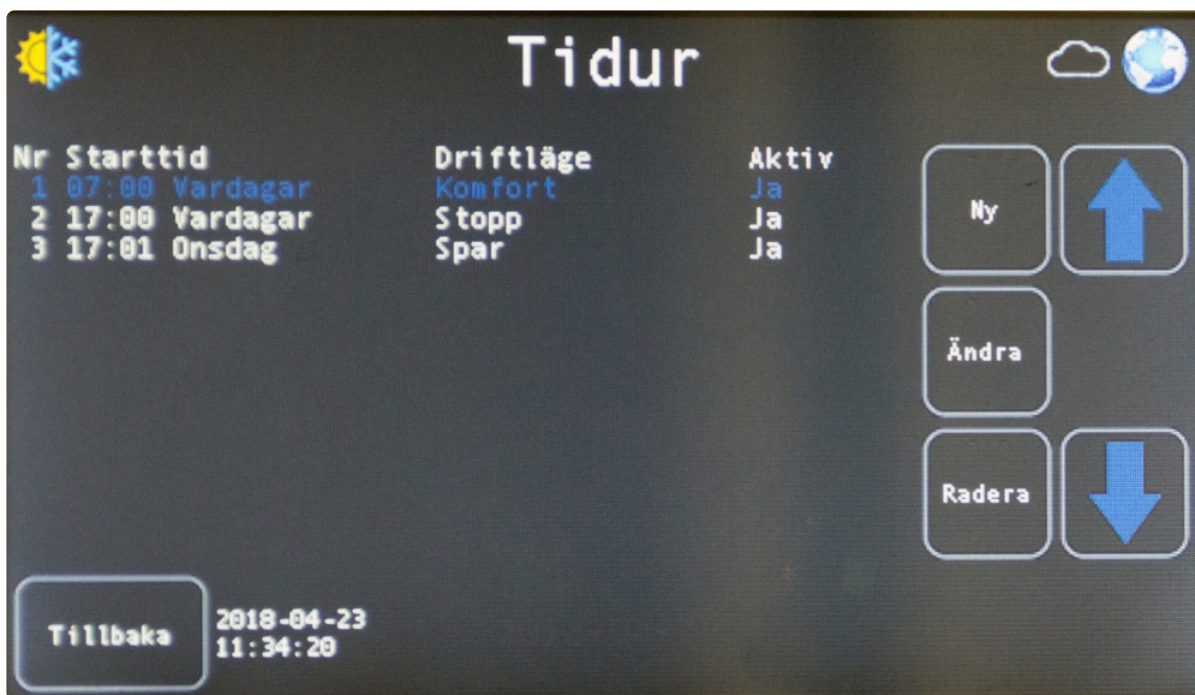 Tidur
Nr Starttid Driftläge Aktiv
1 07:00 Vardagar Komfort Ja
2 17:00 Vardagar Stopp Ja
3 17:01 Onsdag Spar Ja
Ny
Ändra
Radera
Tillbaka
2018-04-23
11:34:20